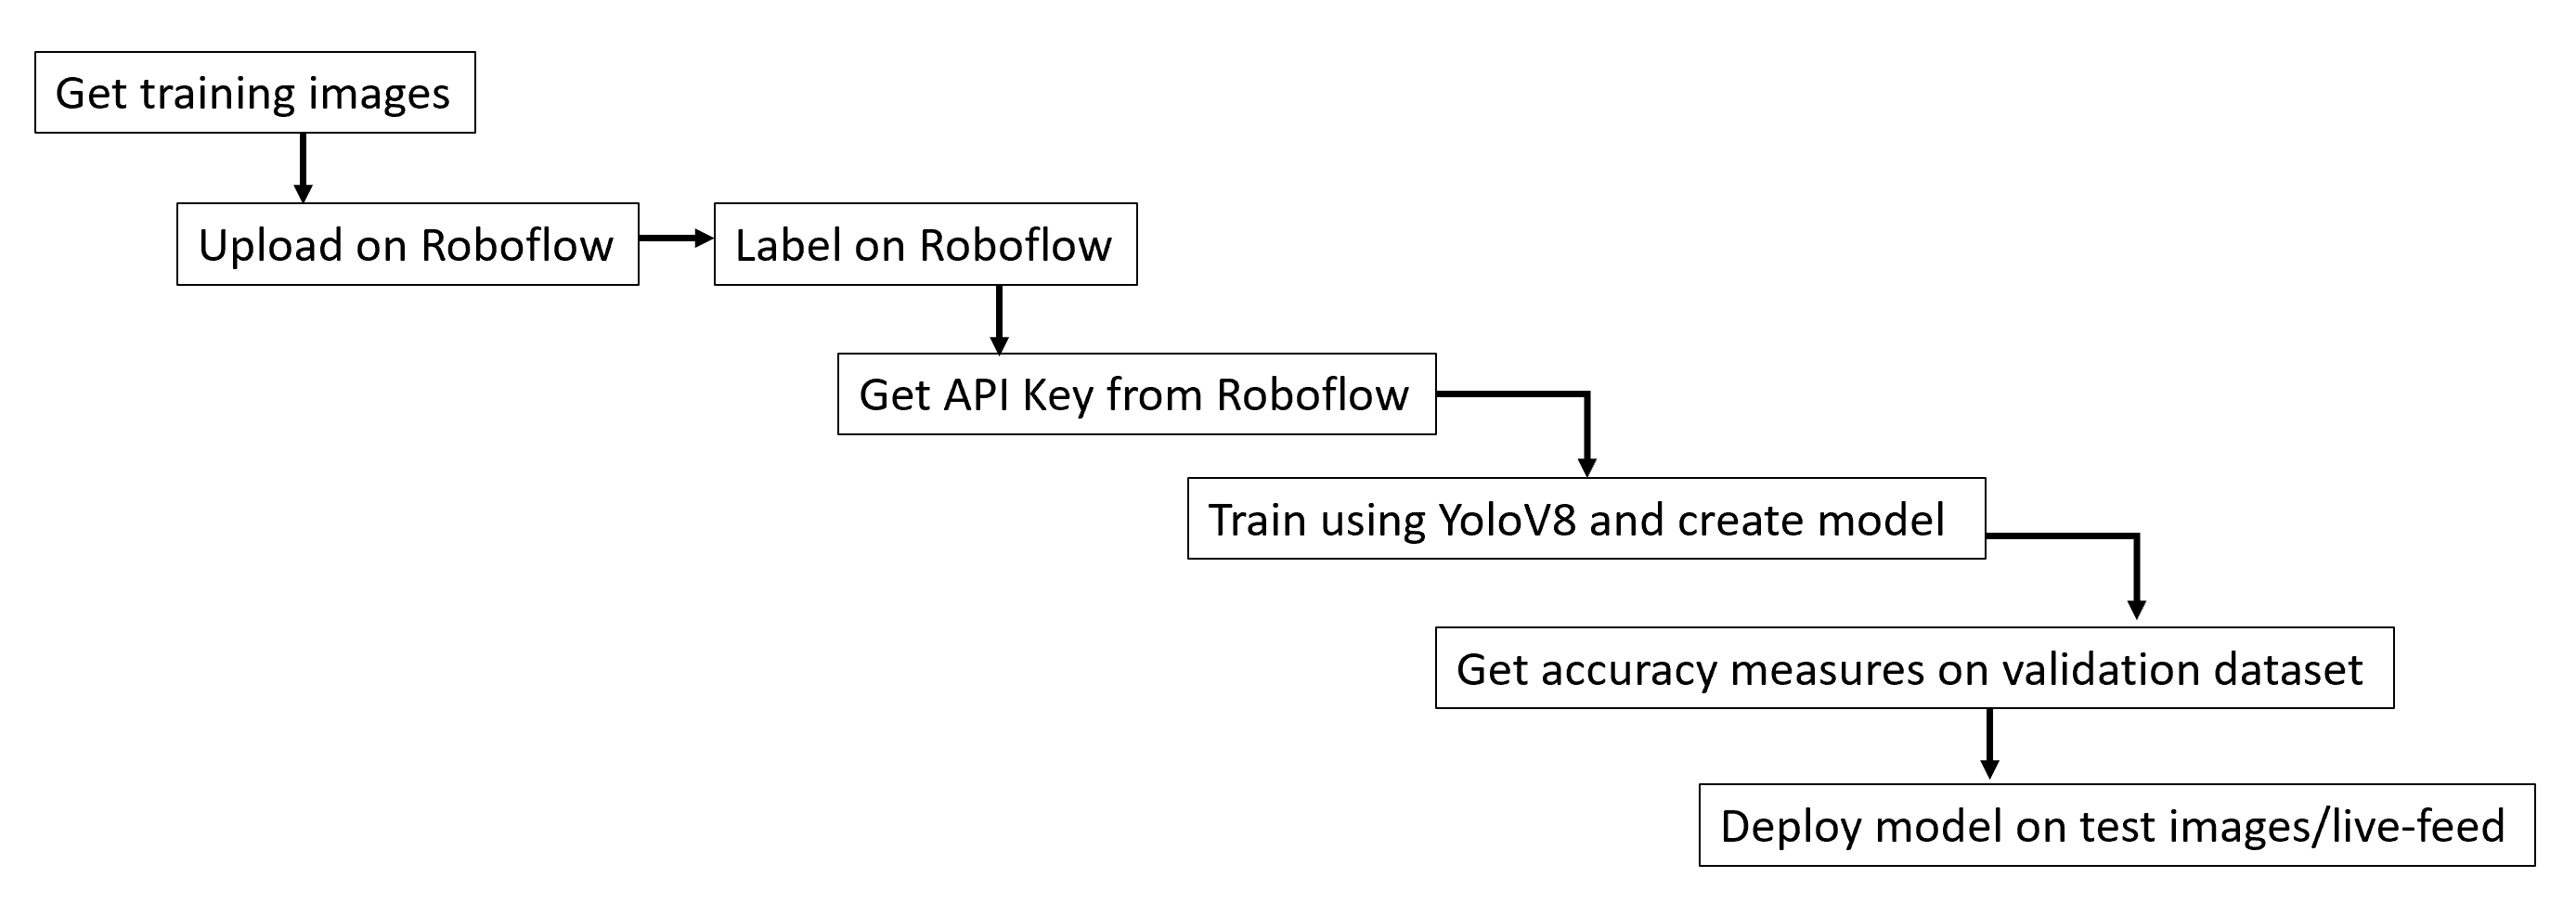 Get training images
Upload on Roboflow
Label on Roboflow
Get API Key from Roboflow
Train using YoloV8 and create model
Get accuracy measures on validation dataset
Deploy model on test images/live-feed